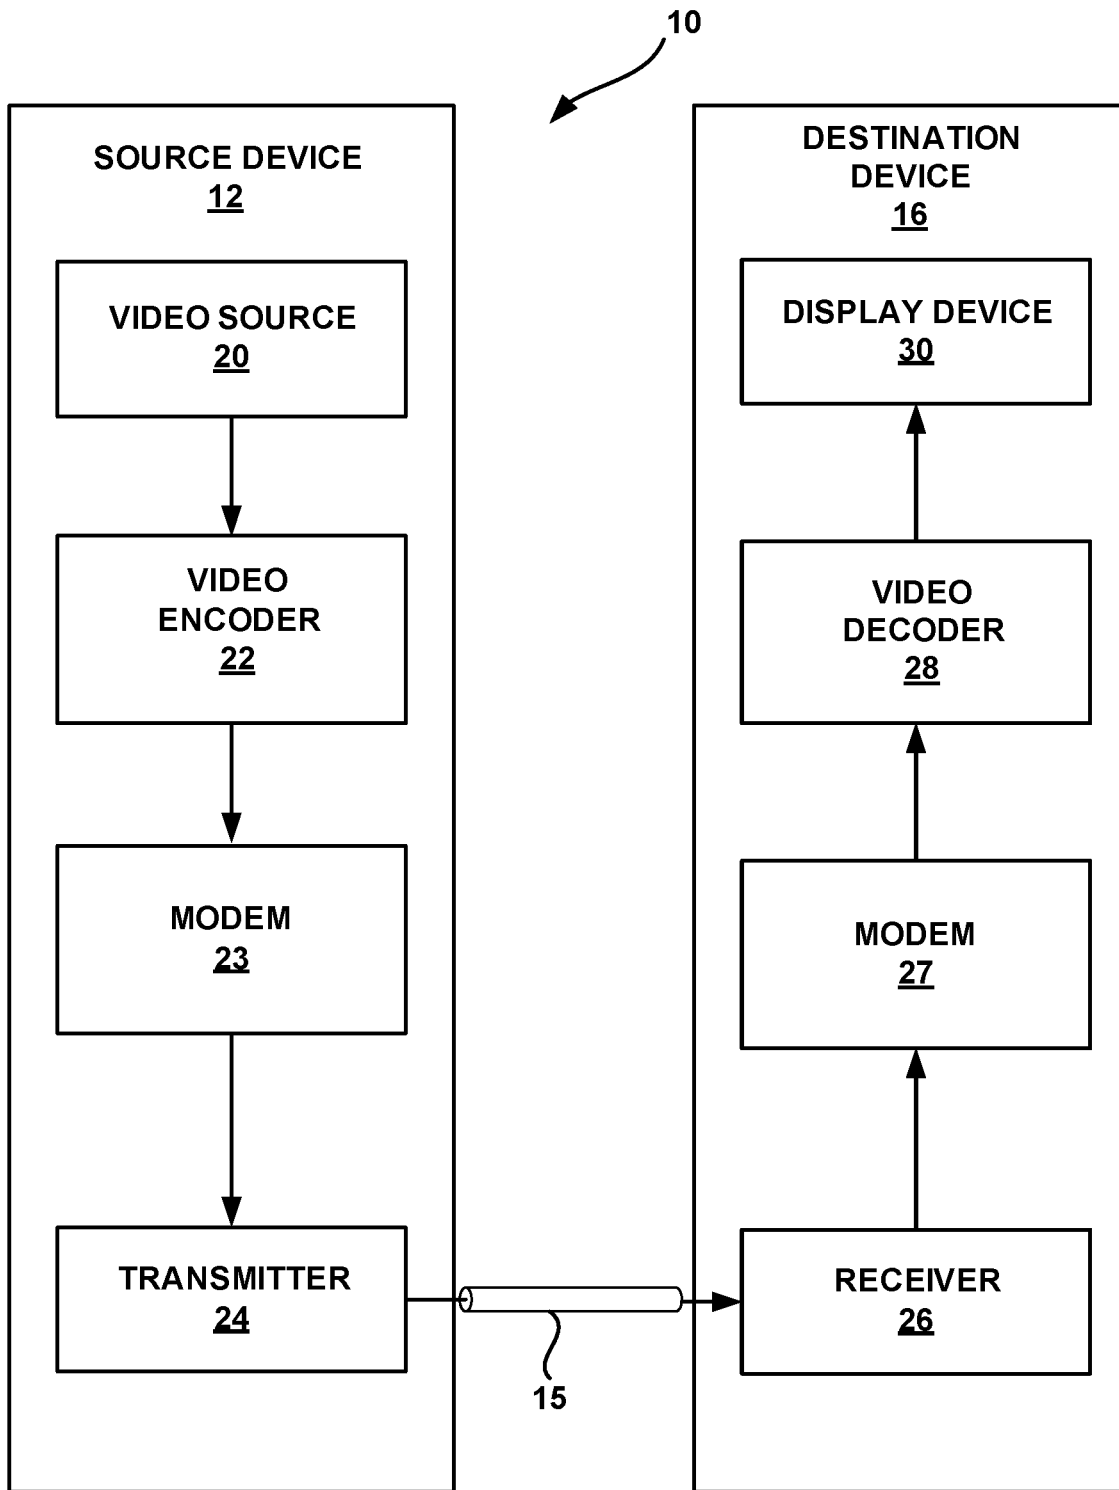 10
SOURCE DEVICE
12
VIDEO SOURCE
20
VIDEO
ENCODER
22
MODEM
23
TRANSMITTER
24
15
DESTINATION
DEVICE
16
DISPLAY DEVICE
30
VIDEO
DECODER
28
MODEM
27
RECEIVER
26